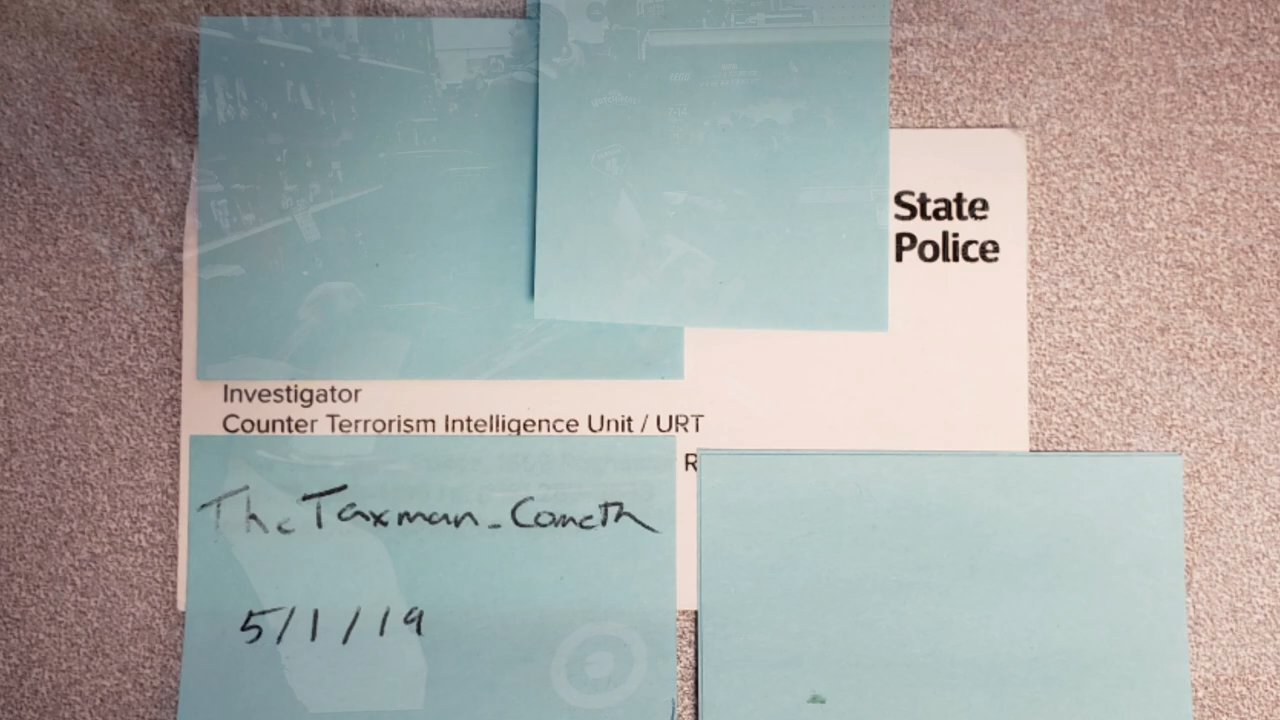 State
Police
Investigator
Counter Terrorism Intelligence Unit / URT
R
TheTaxman_Cometh
5/1/19